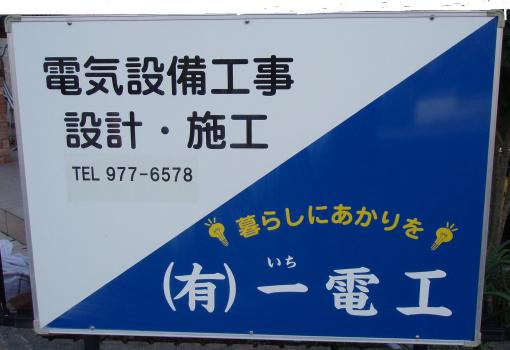 電気設備工事
設計・施工
TEL 977-6578
暮らしにあかりを
いち
(有)一電工